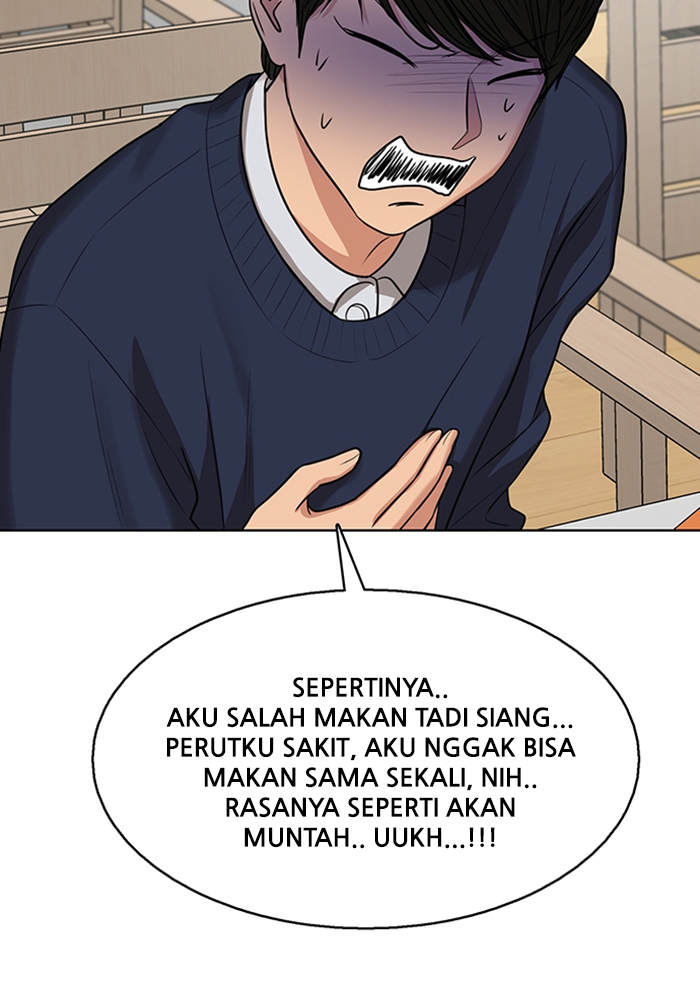 SEPERTINYA..
AKU SALAH MAKAN TADI SIANG...
PERUTKU SAKIT, AKU NGGAK BISA
MAKAN SAMA SEKALI, NIH..
RASANYA SEPERTI AKAN
MUNTAH.. UUKH...!!!